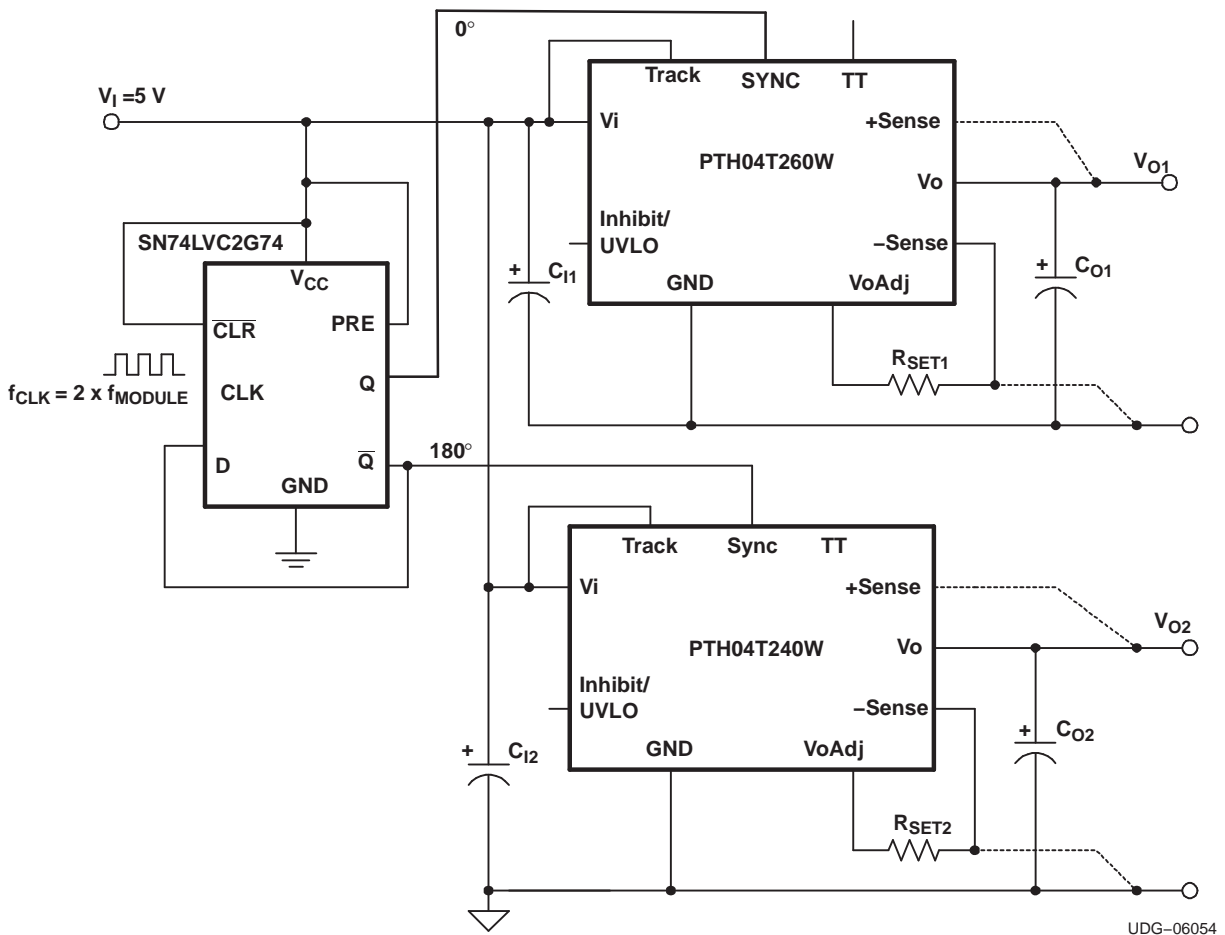 0°
Track
SYNC
TT
V_I =5 V
Vi
+Sense
PTH04T260W
V_O1
Vo
Inhibit/
UVLO
–Sense
SN74LVC2G74
V_CC
+
C_I1
GND
VoAdj
+
C_O1
CLR
PRE
R_SET1
f_CLK = 2 x f_MODULE
CLK
Q
180°
D
Q
GND
Track
Sync
TT
Vi
+Sense
V_O2
PTH04T240W
Vo
Inhibit/
UVLO
–Sense
+
C_I2
GND
VoAdj
+
C_O2
R_SET2
UDG–06054